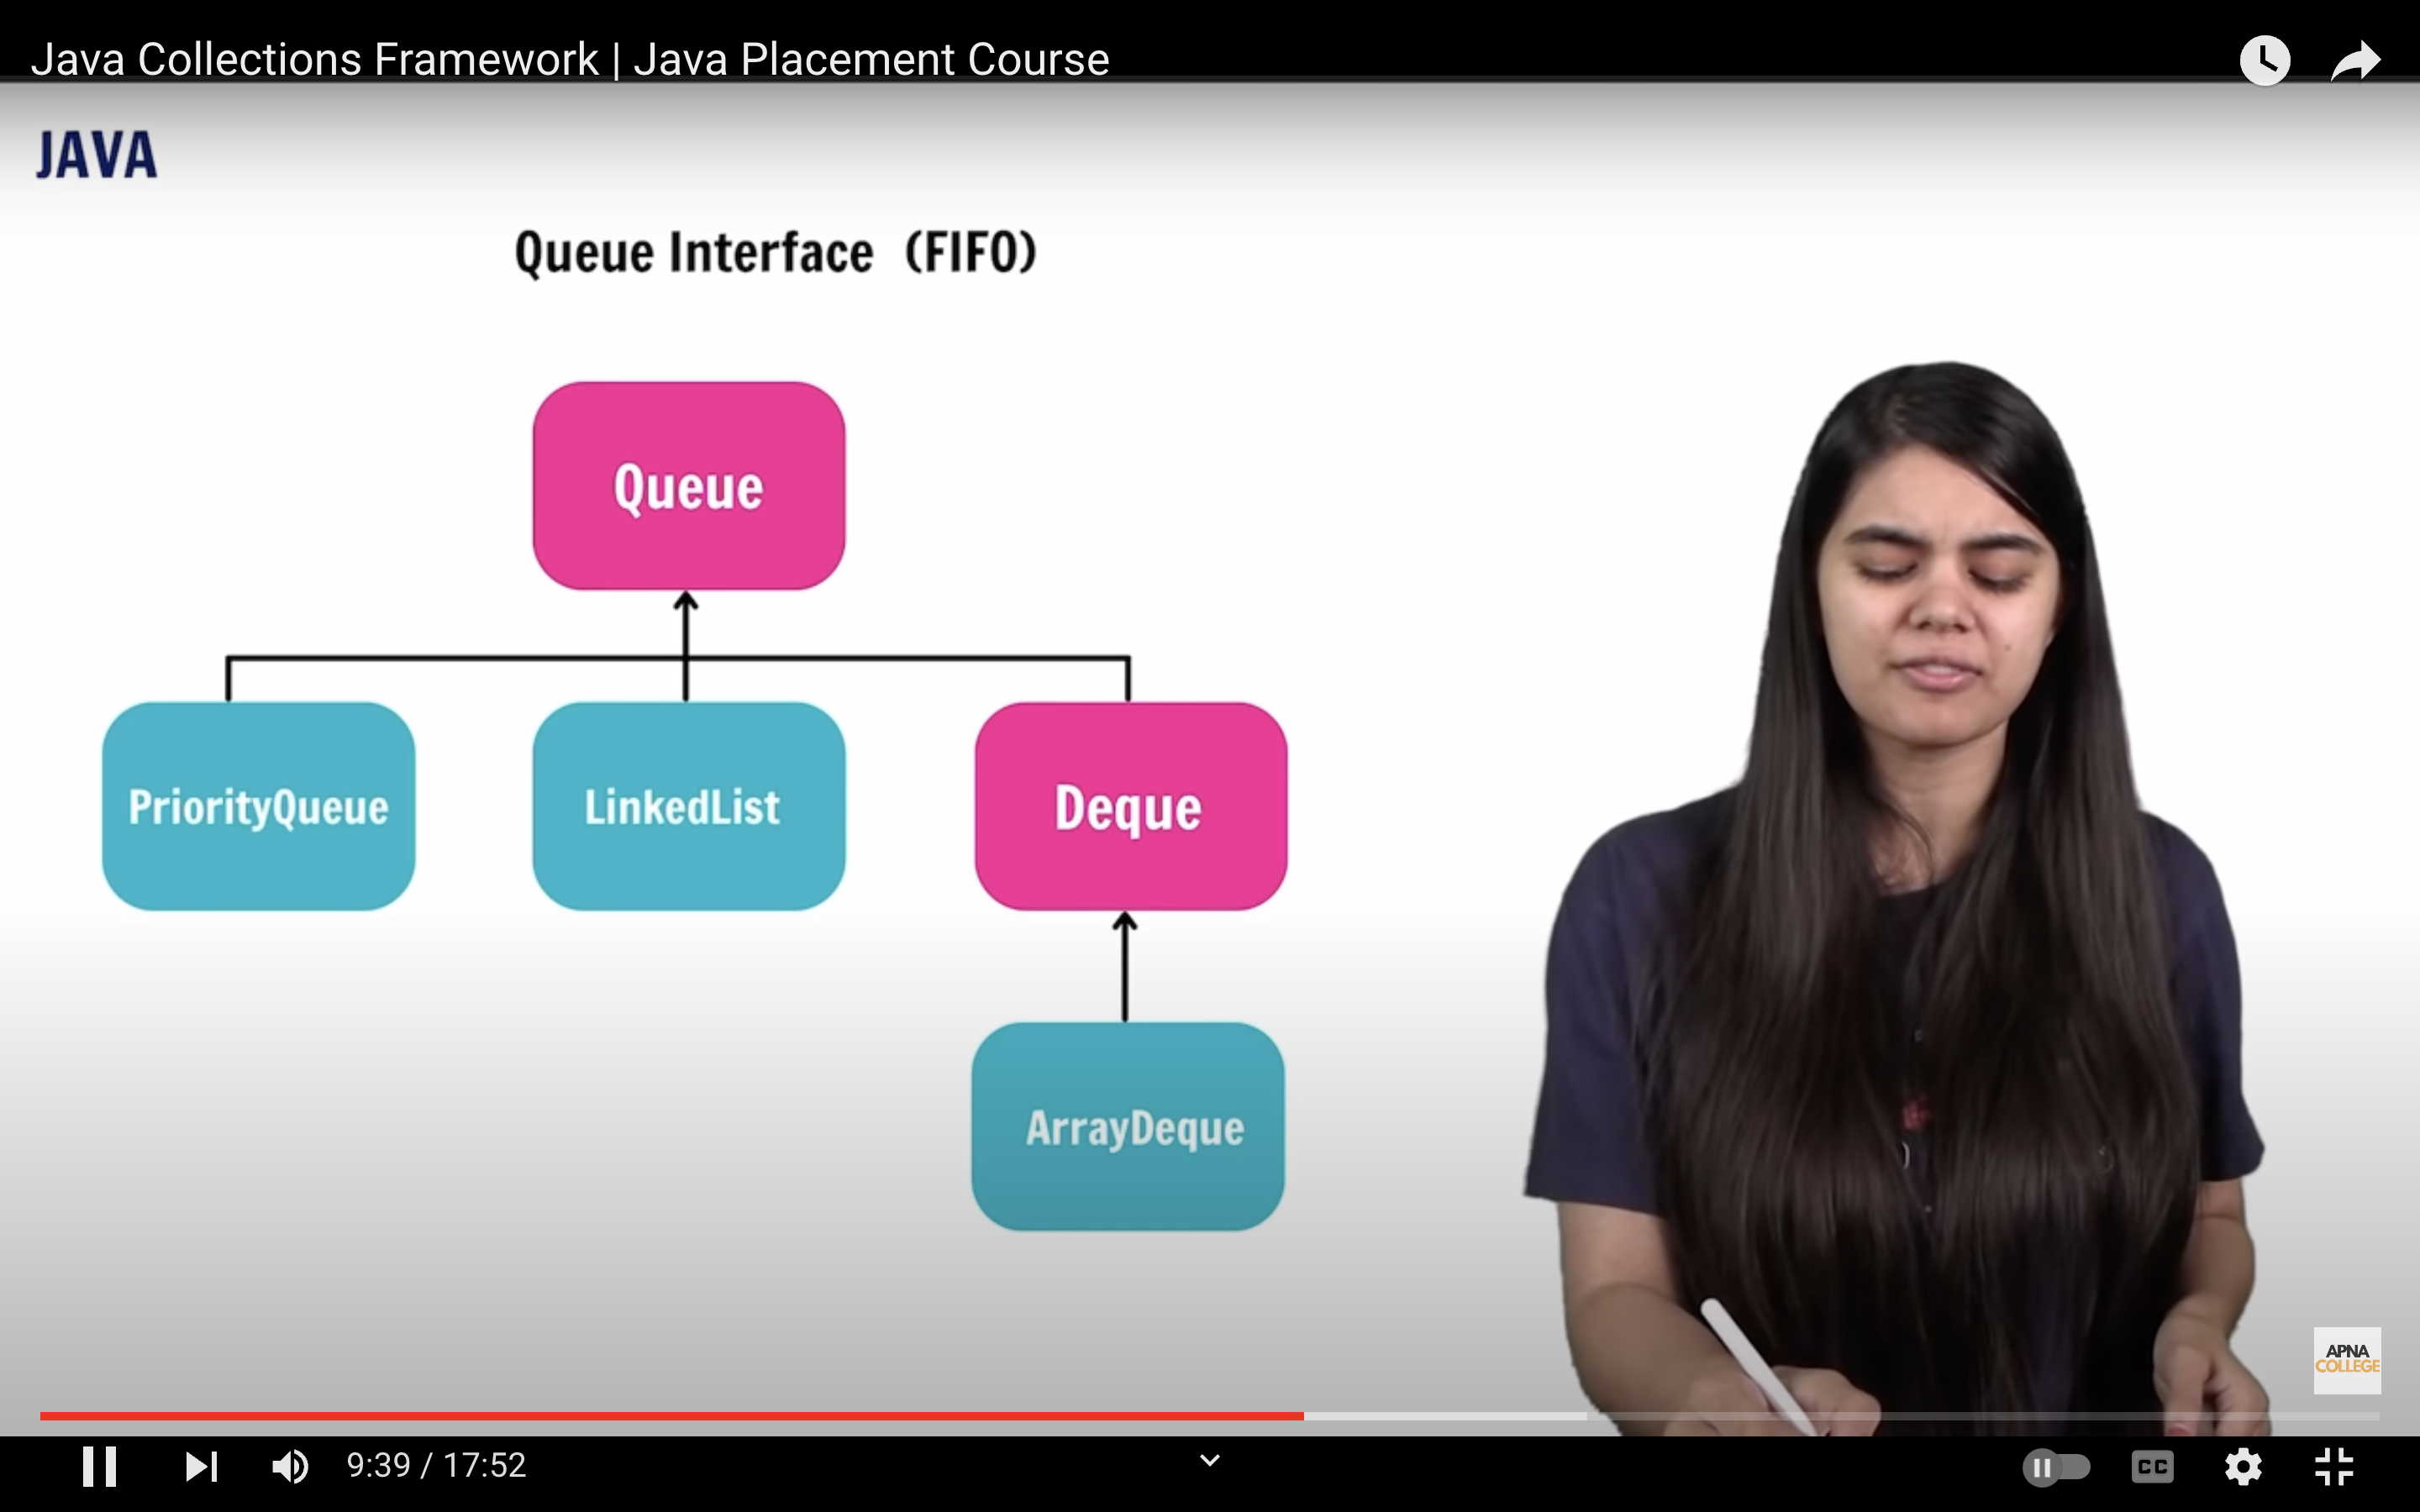 Java Collections Framework | Java Placement Course
JAVA
Queue Interface (FIFO)
Queue
PriorityQueue
LinkedList
Deque
ArrayDeque
APNA
COLLEGE
9:39 / 17:52
CC